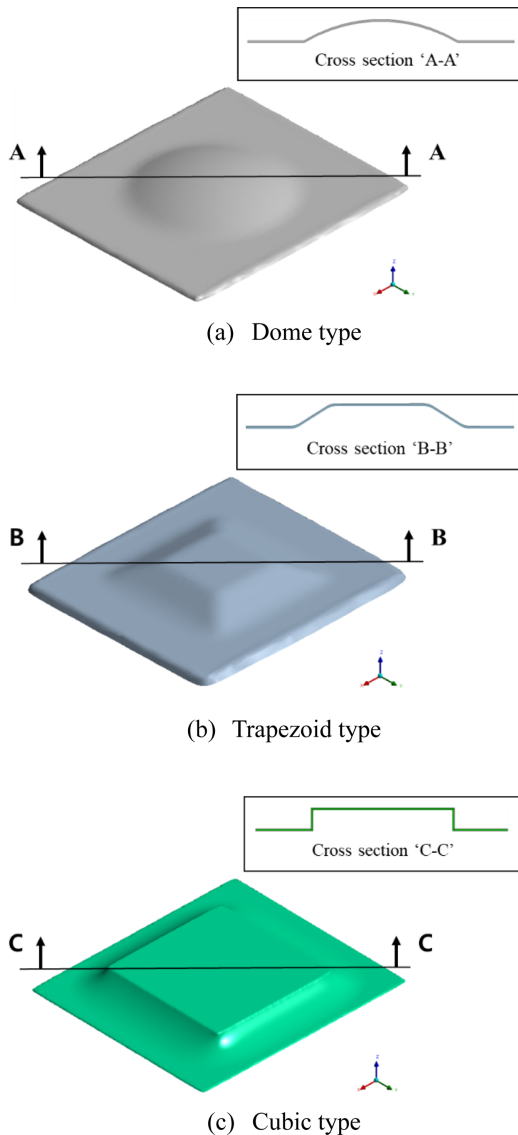 Cross section ‘A-A’
A A
(a) Dome type
Cross section ‘B-B’
B B
(b) Trapezoid type
Cross section ‘C-C’
C C
(c) Cubic type